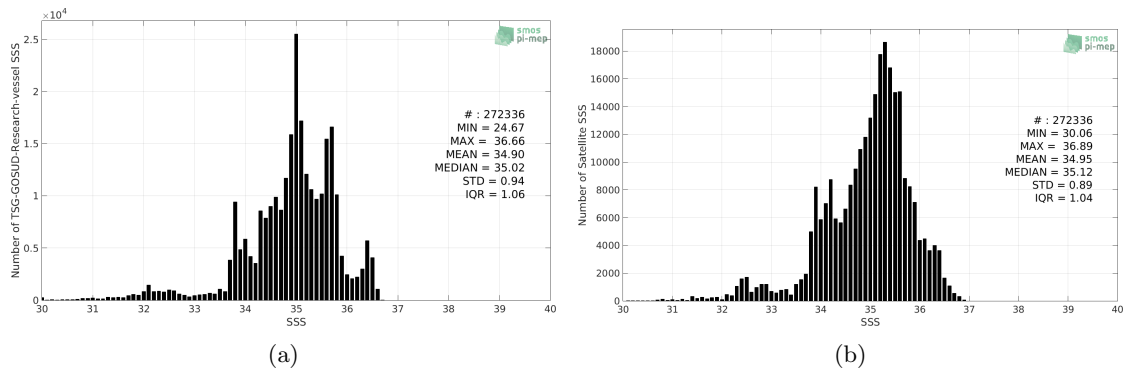 ×10⁴
2.5
2
1.5
1
0.5
0
Number of TSG-GOSUD-Research-vessel SSS
30 31 32 33 34 35 36 37 38 39 40
SSS
smos
pi-mep
# : 272336
MIN = 24.67
MAX = 36.66
MEAN = 34.90
MEDIAN = 35.02
STD = 0.94
IQR = 1.06
(a)
18000
16000
14000
12000
10000
8000
6000
4000
2000
0
Number of Satellite SSS
30 31 32 33 34 35 36 37 38 39 40
SSS
smos
pi-mep
# : 272336
MIN = 30.06
MAX = 36.89
MEAN = 34.95
MEDIAN = 35.12
STD = 0.89
IQR = 1.04
(b)